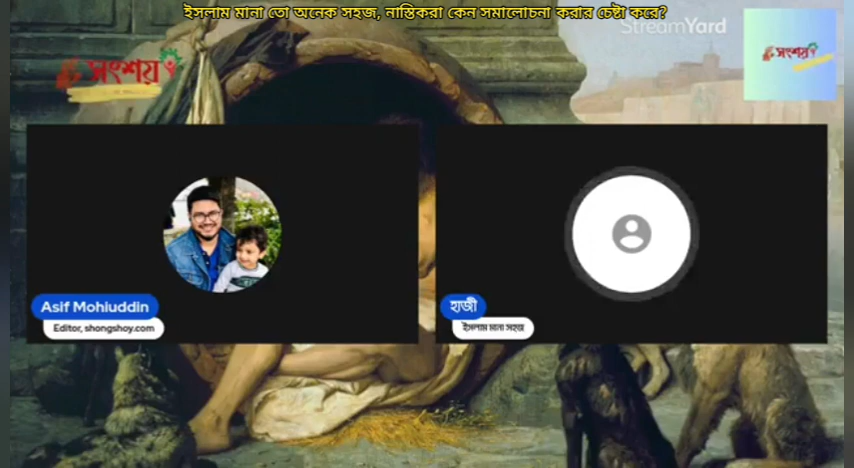 ইসলাম মানা তো অনেক সহজ, নাস্তিকরা কেন সমালোচনা করার চেষ্টা করে?
StreamYard
সংশয়
সংশয়
Asif Mohiuddin
Editor, shongshoy.com
হাজী
ইসলাম মানা সহজ